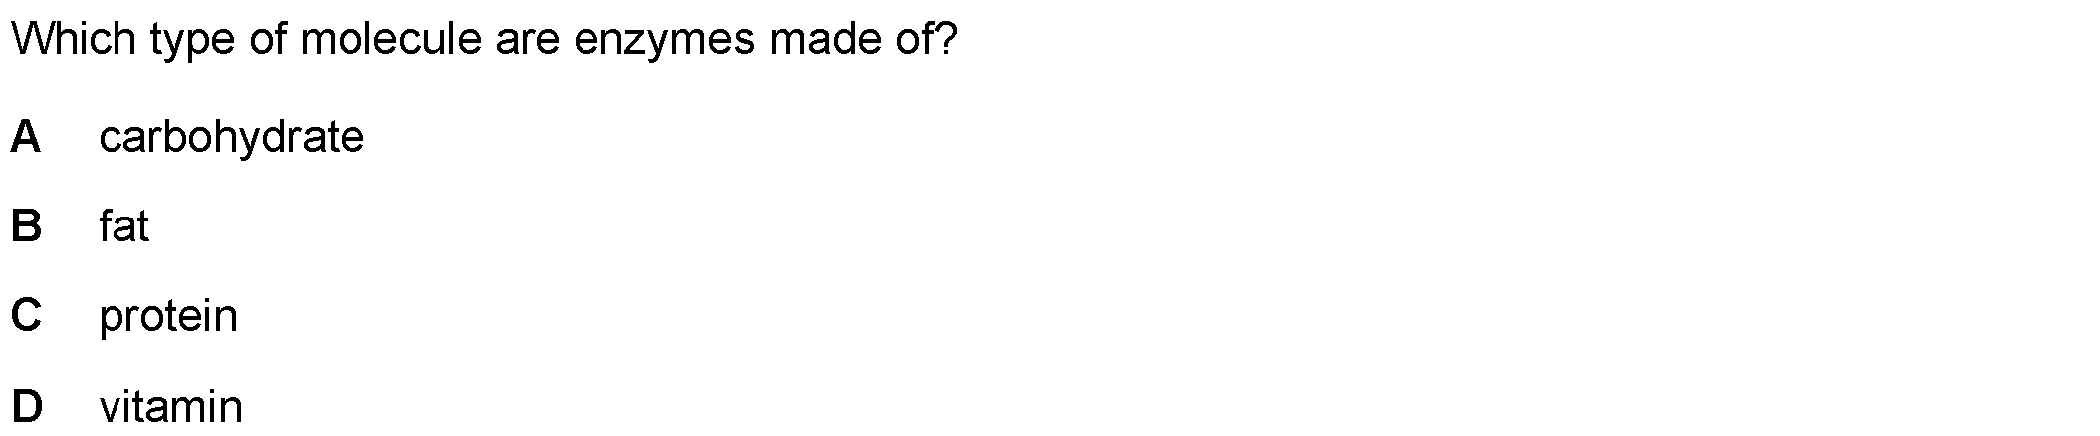 Which type of molecule are enzymes made of?
A carbohydrate
B fat
C protein
D vitamin